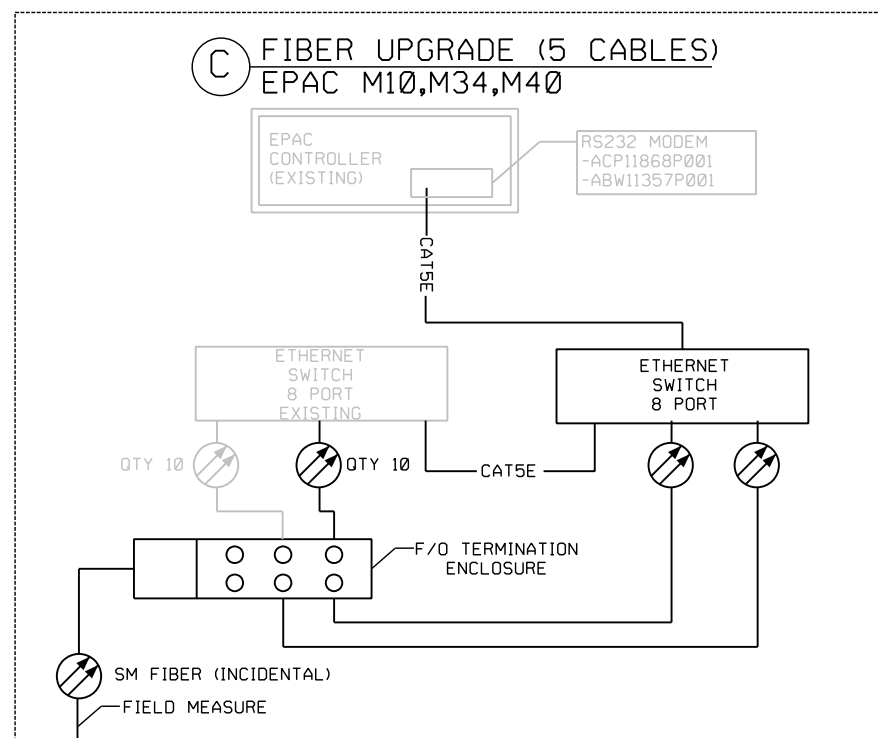 C
FIBER UPGRADE (5 CABLES)
EPAC M10,M34,M40
EPAC
CONTROLLER
(EXISTING)
RS232 MODEM
-ACP11868P001
-ABW11357P001
CAT5E
ETHERNET
SWITCH
8 PORT
EXISTING
ETHERNET
SWITCH
8 PORT
QTY 10
QTY 10
CAT5E
F/O TERMINATION
ENCLOSURE
SM FIBER (INCIDENTAL)
FIELD MEASURE